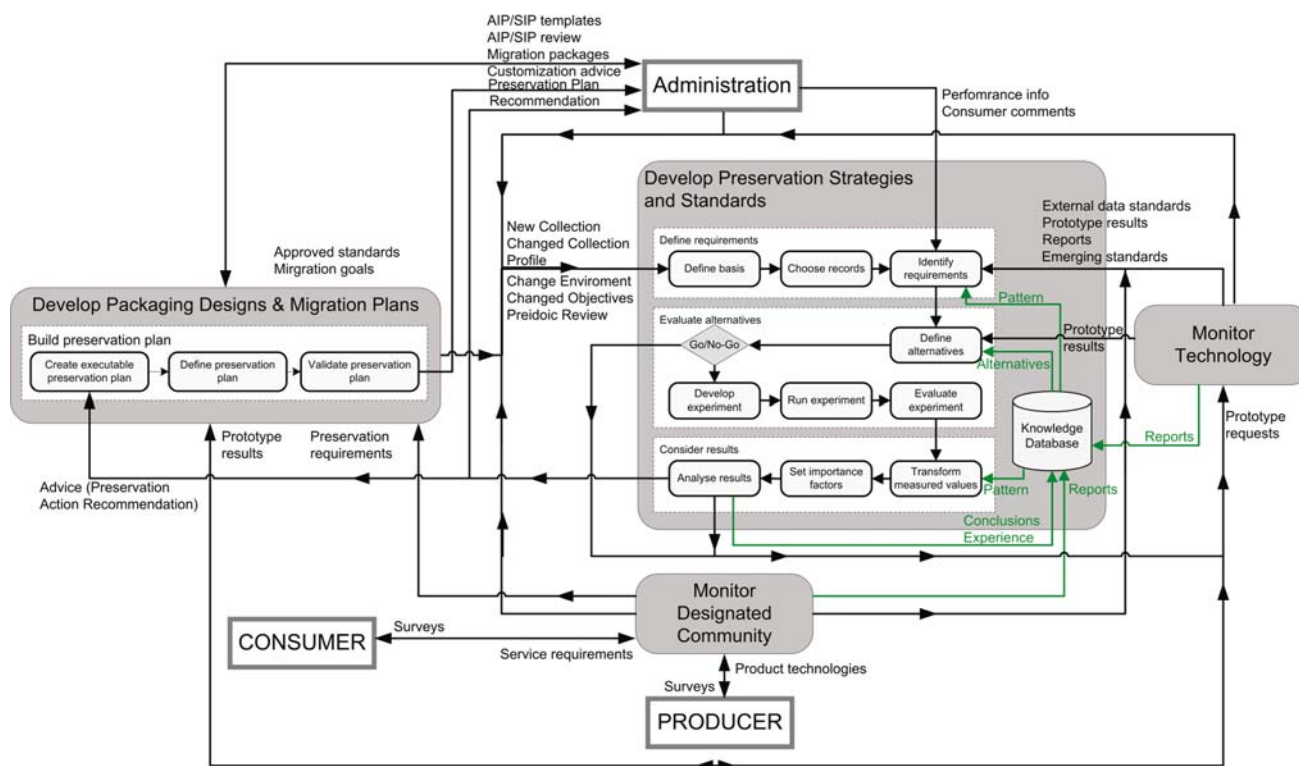 AIP/SIP templates
AIP/SIP review
Migration packages
Customization advice
Preservation Plan
Recommendation
Administration
Perfomrance info
Consumer comments
Develop Preservation Strategies
and Standards
External data standards
Prototype results
Reports
Emerging standards
New Collection
Changed Collection
Profile
Change Enviroment
Changed Objectives
Preidoic Review
Define requirements
Define basis
Choose records
Identify
requirements
Pattern
Approved standards
Mirgration goals
Develop Packaging Designs & Migration Plans
Build preservation plan
Create executable
preservation plan
Define preservation
plan
Validate preservation
plan
Evaluate alternatives
Go/No-Go
Define
alternatives
Alternatives
Prototype
results
Monitor
Technology
Develop
experiment
Run experiment
Evaluate
experiment
Knowledge
Database
Reports
Prototype
requests
Prototype
results
Preservation
requirements
Consider results
Analyse results
Set importance
factors
Transform
measured values
Pattern
Reports
Advice (Preservation
Action Recommendation)
Conclusions
Experience
Monitor
Designated
Community
CONSUMER
Surveys
Service requirements
Product technologies
Surveys
PRODUCER